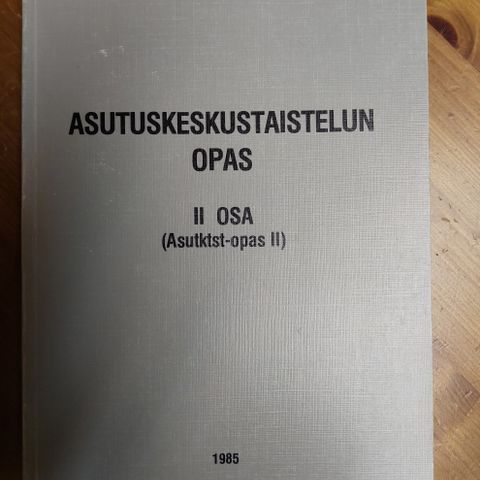 ASUTUSKESKUSTAISTELUN
OPAS
II OSA
(Asutktst-opas II)
1985